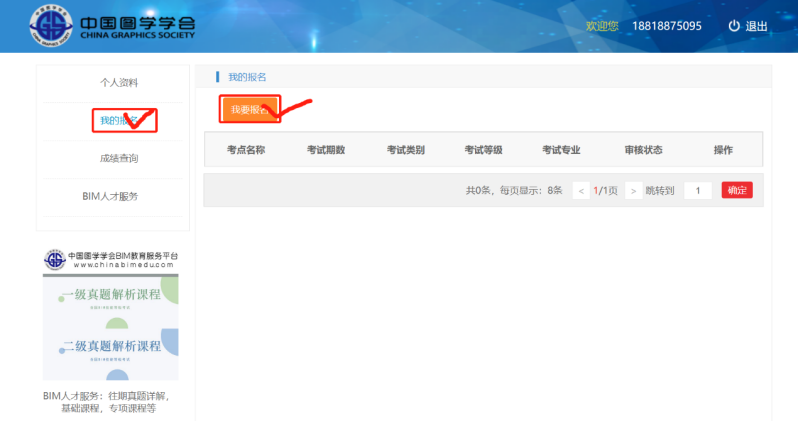 中国图学学会
CHINA GRAPHICS SOCIETY
欢迎您 18818875095 退出
个人资料
我的报名
成绩查询
BIM人才服务
中国图学学会BIM教育服务平台
www.chinabimedu.com
一级真题解析课程
二级真题解析课程
BIM人才服务：往期真题详解，
基础课程，专项课程等
我的报名
我要报名
考点名称 考试期数 考试类别 考试等级 考试专业 审核状态 操作
共0条，每页显示：8条 < 1/1页 > 跳转到 1 确定